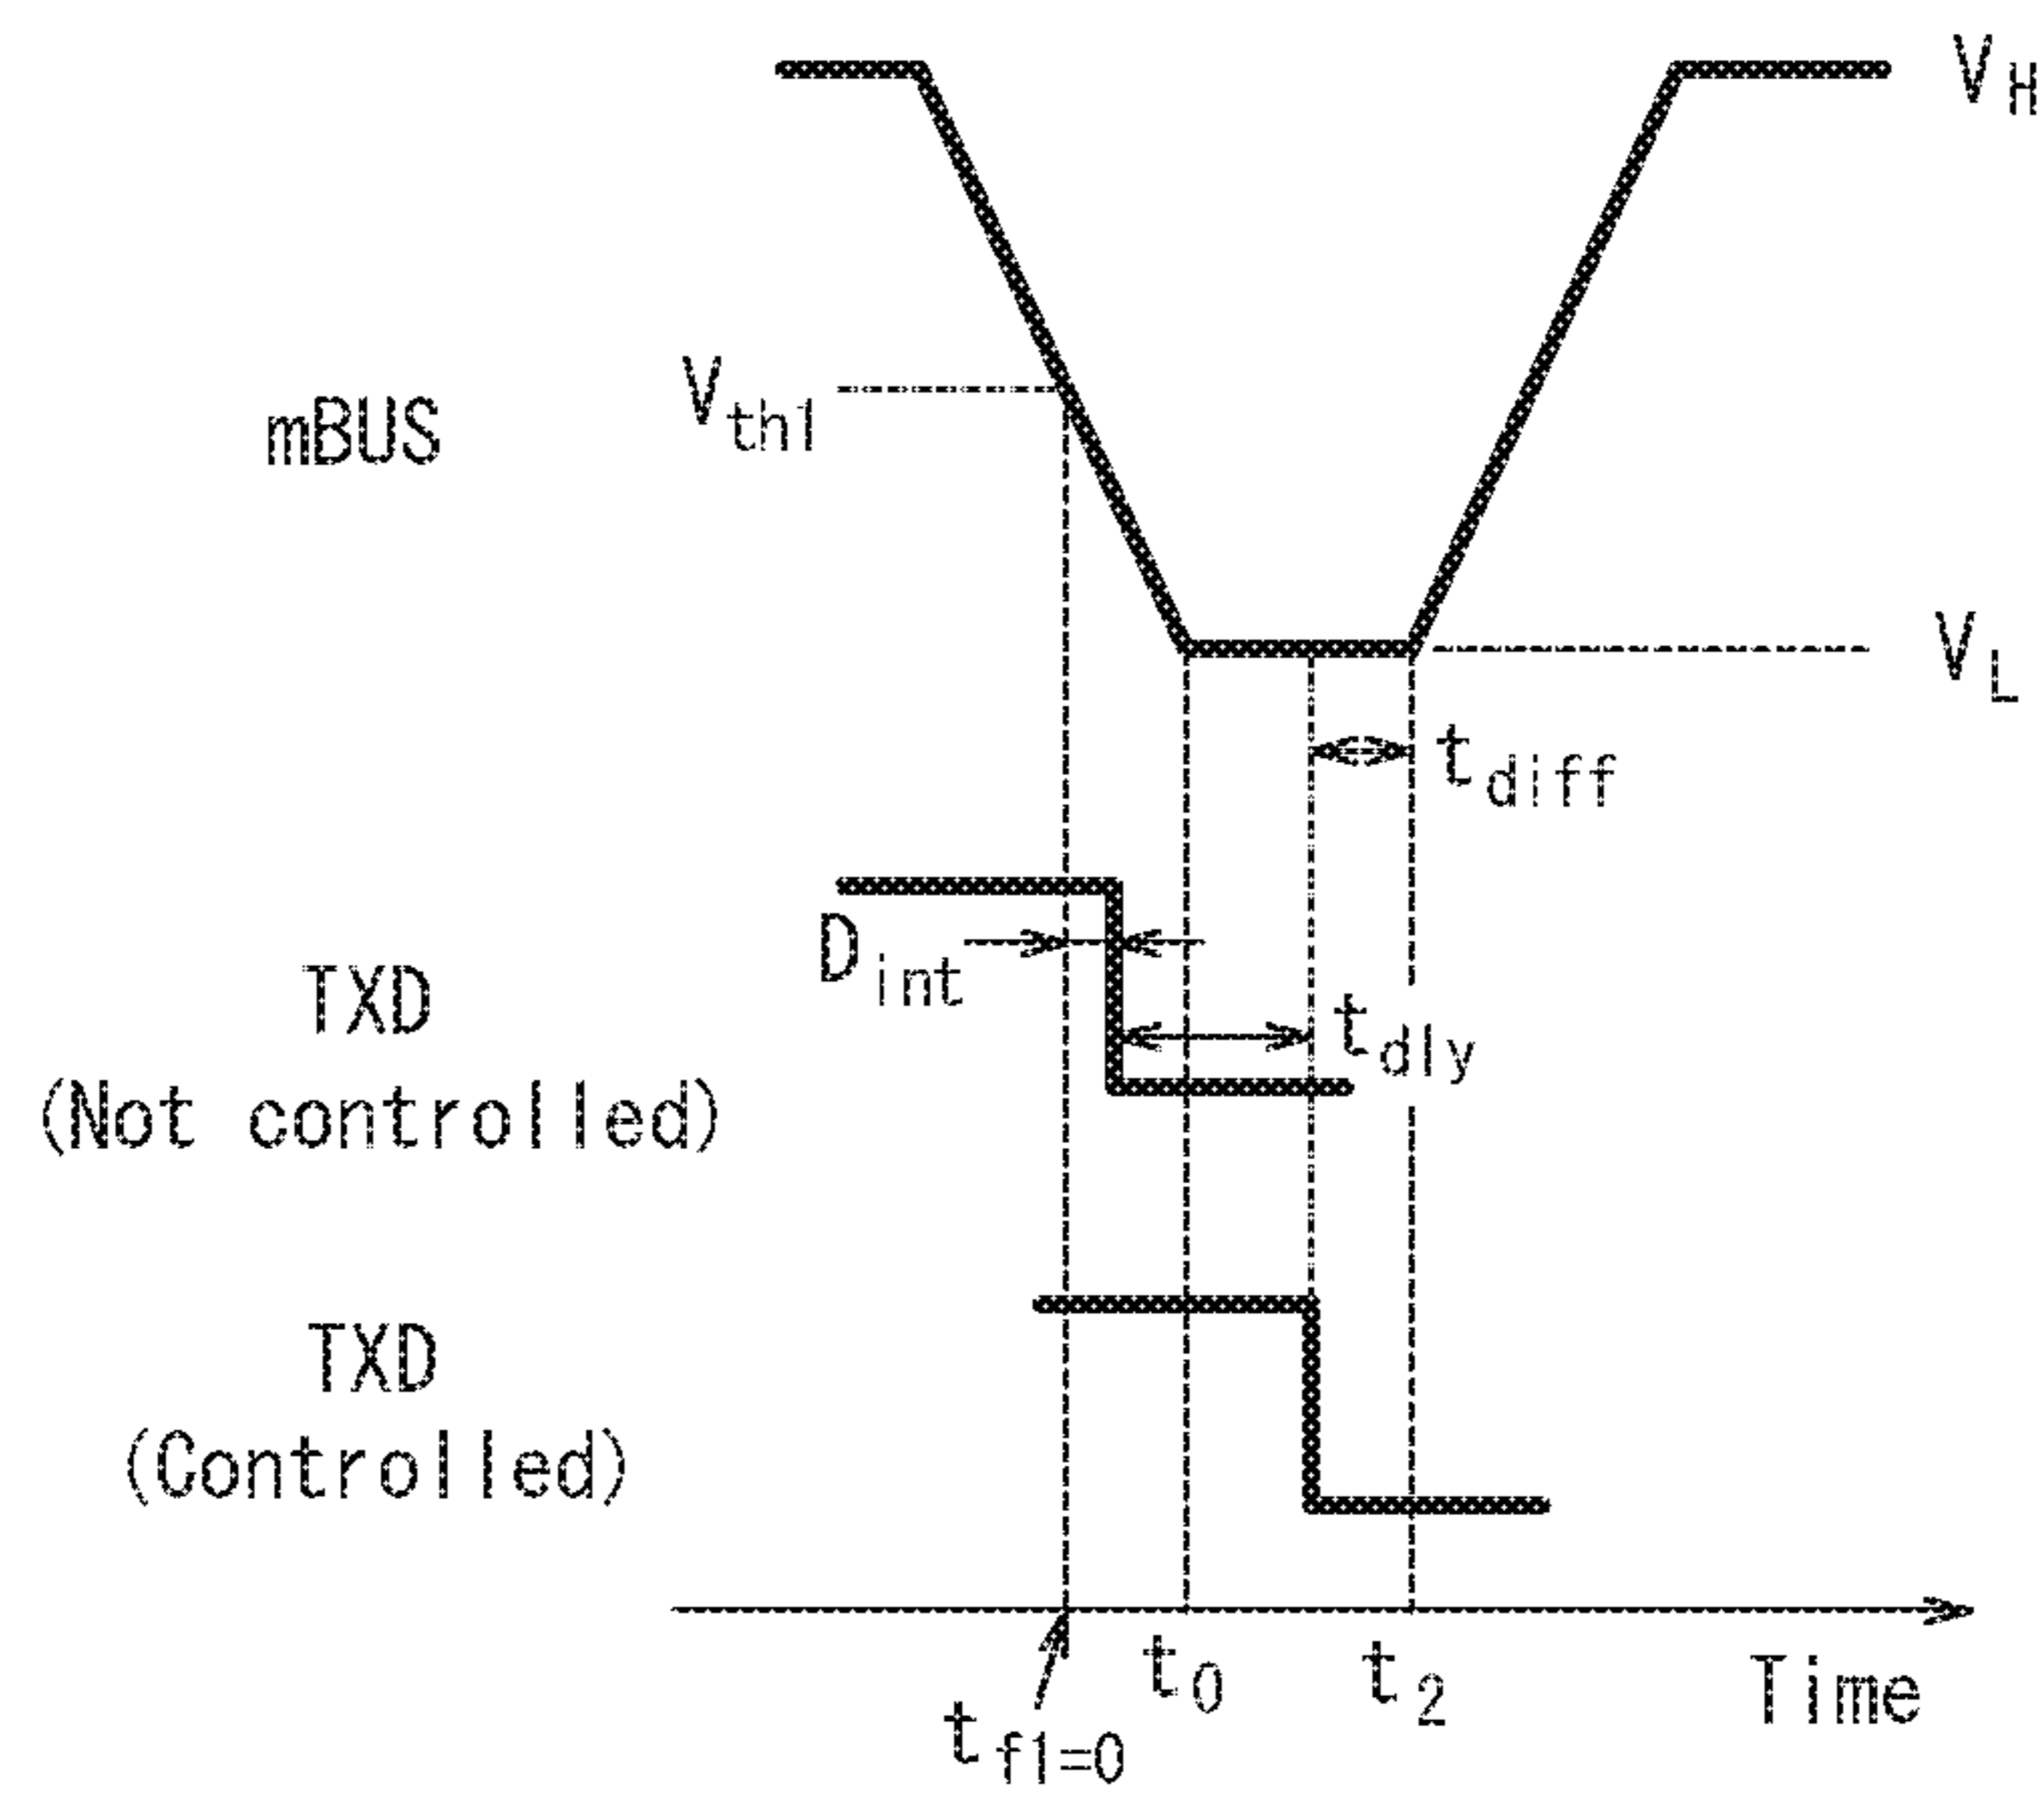 V_H
V_th1
mBUS
V_L
t_diff
D_int
TXD
(Not controlled)
t_dly
TXD
(Controlled)
t_0
t_2
Time
t_f1=0